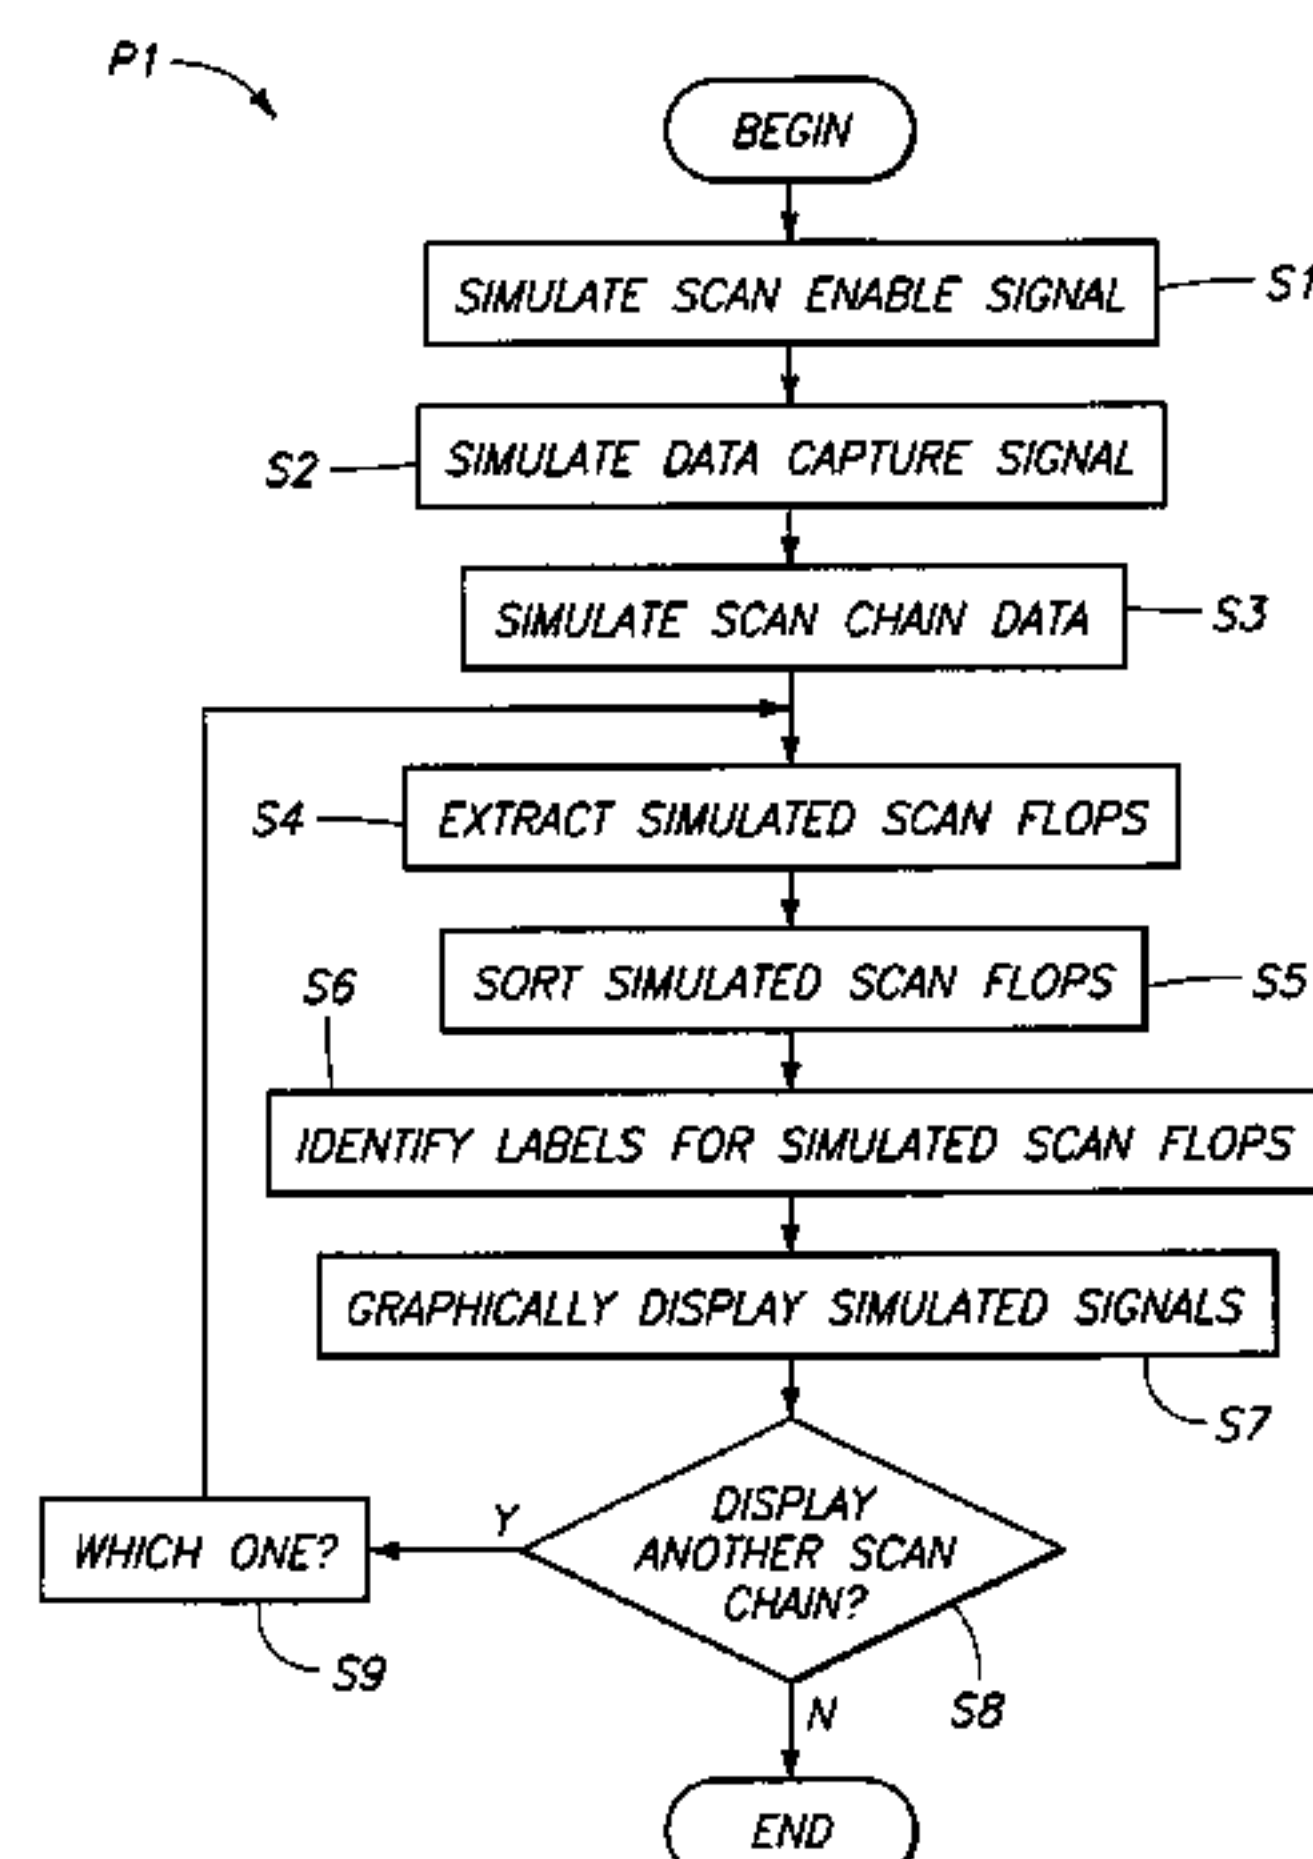 P1
BEGIN
SIMULATE SCAN ENABLE SIGNAL
S1
S2
SIMULATE DATA CAPTURE SIGNAL
SIMULATE SCAN CHAIN DATA
S3
S4
EXTRACT SIMULATED SCAN FLOPS
SORT SIMULATED SCAN FLOPS
S5
S6
IDENTIFY LABELS FOR SIMULATED SCAN FLOPS
GRAPHICALLY DISPLAY SIMULATED SIGNALS
S7
DISPLAY
ANOTHER SCAN
CHAIN?
Y
WHICH ONE?
S9
S8
N
END